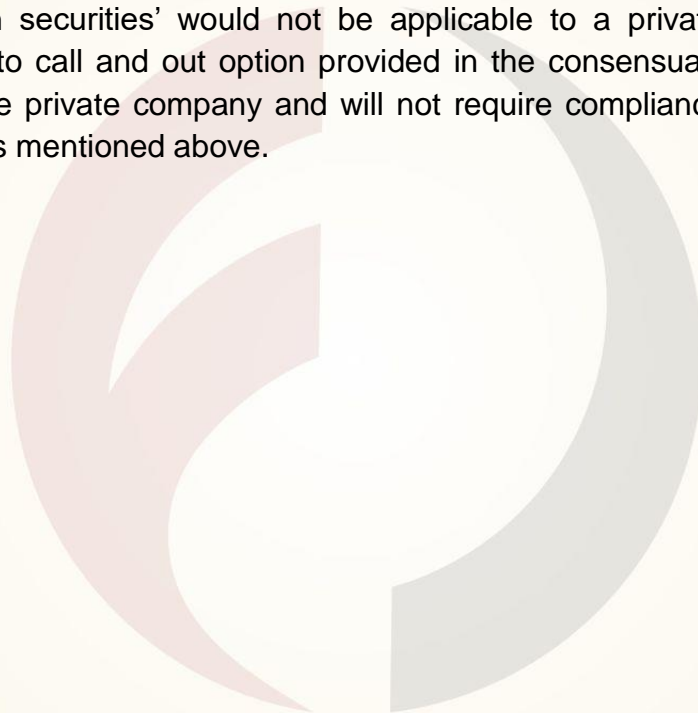 securities’ would not be applicable to a privat
to call and out option provided in the consensua
e private company and will not require complianc
s mentioned above.